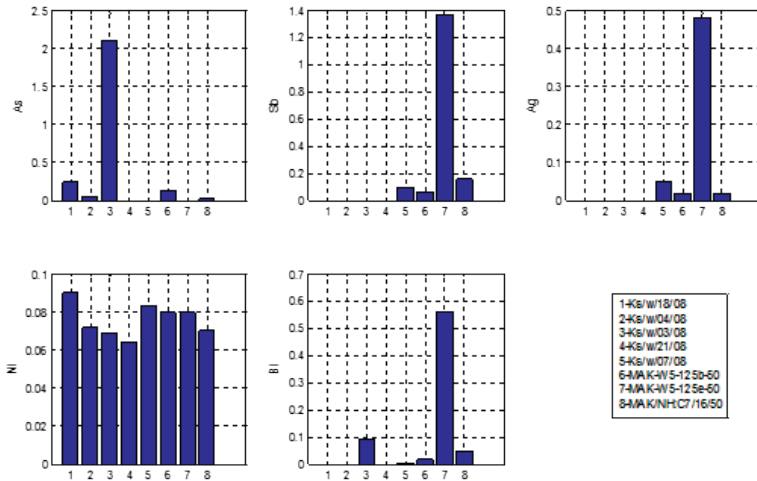 2.5
2
1.5
1
0.5
0
As
1 2 3 4 5 6 7 8
1.4
1.2
1
0.8
0.6
0.4
0.2
0
Sb
1 2 3 4 5 6 7 8
0.5
0.4
0.3
0.2
0.1
0
Ag
1 2 3 4 5 6 7 8
0.1
0.08
0.06
0.04
0.02
0
Ni
1 2 3 4 5 6 7 8
0.7
0.6
0.5
0.4
0.3
0.2
0.1
0
Bi
1 2 3 4 5 6 7 8
1-Ks/w/18/08
2-Ks/w/04/08
3-Ks/w/03/08
4-Ks/w/21/08
5-Ks/w/07/08
6-MAK-W5-125b-50
7-MAK-W5-125e-50
8-MAK/NH:C7/16/50